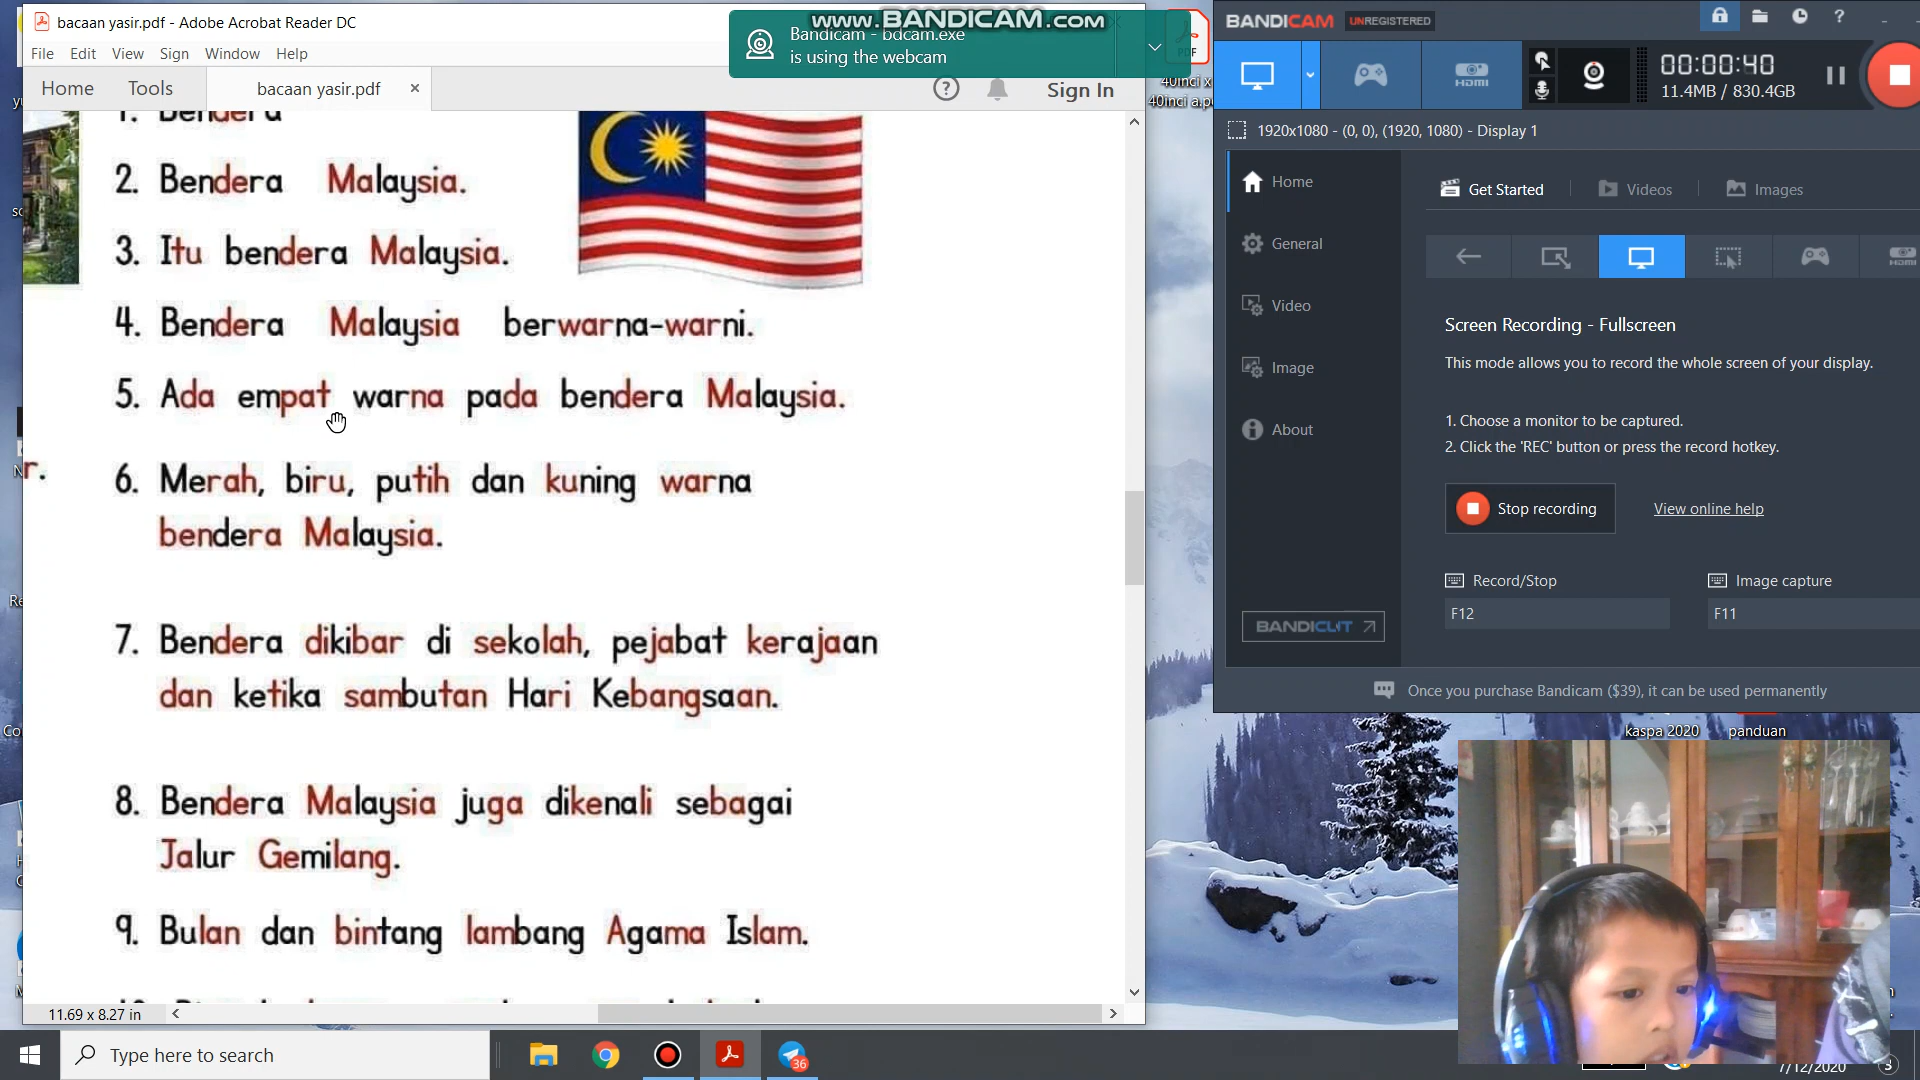 www.BANDICAM.com
bacaan yasir.pdf - Adobe Acrobat Reader DC
File Edit View Sign Window Help
Home Tools bacaan yasir.pdf × Sign In
Bandicam - bdcam.exe
is using the webcam
PDF
40inci x
40inci a.p
1. Bendera
2. Bendera Malaysia.
3. Itu bendera Malaysia.
4. Bendera Malaysia berwarna-warni.
5. Ada empat warna pada bendera Malaysia.
r.
6. Merah, biru, putih dan kuning warna
bendera Malaysia.
7. Bendera dikibar di sekolah, pejabat kerajaan
dan ketika sambutan Hari Kebangsaan.
8. Bendera Malaysia juga dikenali sebagai
Jalur Gemilang.
9. Bulan dan bintang lambang Agama Islam.
11.69 x 8.27 in
BANDICAM UNREGISTERED
HDMI
00:00:40
11.4MB / 830.4GB
1920x1080 - (0, 0), (1920, 1080) - Display 1
Home
General
Video
Image
About
BANDICUT
Get Started Videos Images
HDMI
Screen Recording - Fullscreen
This mode allows you to record the whole screen of your display.
1. Choose a monitor to be captured.
2. Click the 'REC' button or press the record hotkey.
Stop recording View online help
Record/Stop Image capture
F12 F11
Once you purchase Bandicam ($39), it can be used permanently
kaspa 2020 panduan
Type here to search
36
7/12/2020
3